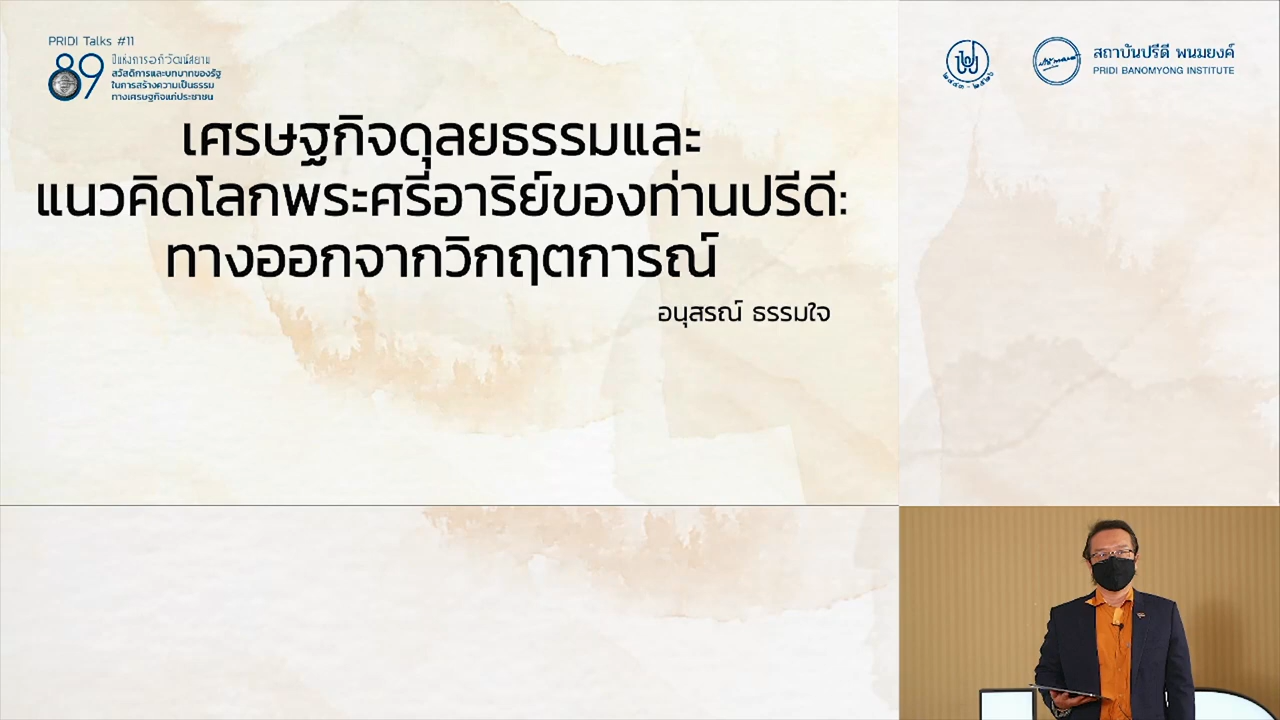 PRIDI Talks #11
89
ปีแห่งการอภิวัฒน์สยาม
สวัสดิการและบทบาทของรัฐ
ในการสร้างความเป็นธรรม
ทางเศรษฐกิจแก่ประชาชน
๒๔๔๓ - ๒๕๒๖
สถาบันปรีดี พนมยงค์
PRIDI BANOMYONG INSTITUTE
เศรษฐกิจดุลยธรรมและ
แนวคิดโลกพระศรีอาริย์ของท่านปรีดี:
ทางออกจากวิกฤตการณ์
อนุสรณ์ ธรรมใจ